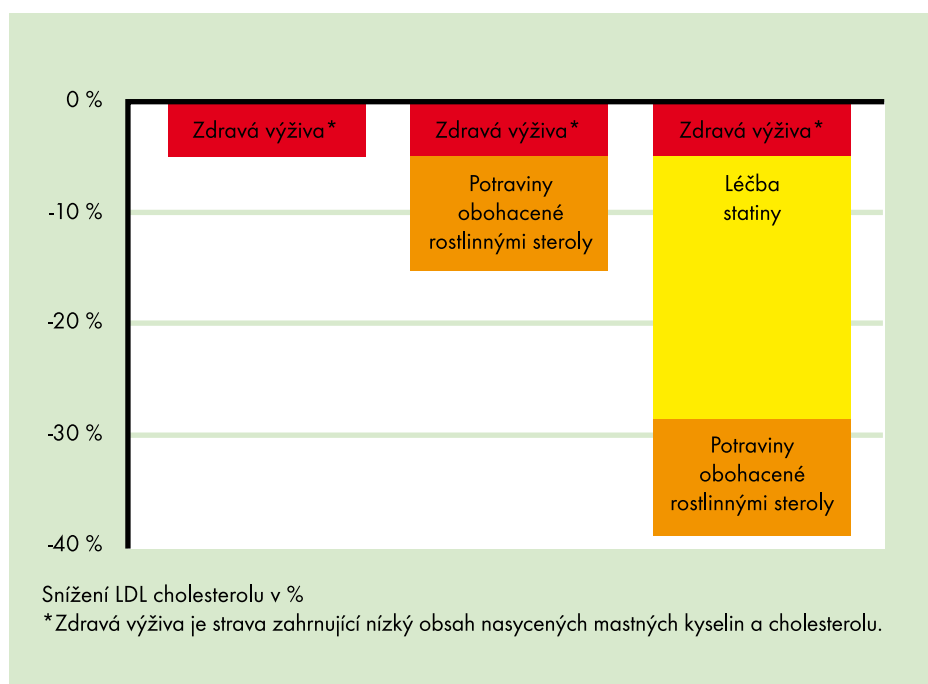 0 %
Zdravá výživa*
Zdravá výživa*
Zdravá výživa*
Potraviny
obohacené
rostlinnými steroly
Léčba
statiny
-10 %
-20 %
-30 %
Potraviny
obohacené
rostlinnými steroly
-40 %
Snížení LDL cholesterolu v %
*Zdravá výživa je strava zahrnující nízký obsah nasycených mastných kyselin a cholesterolu.